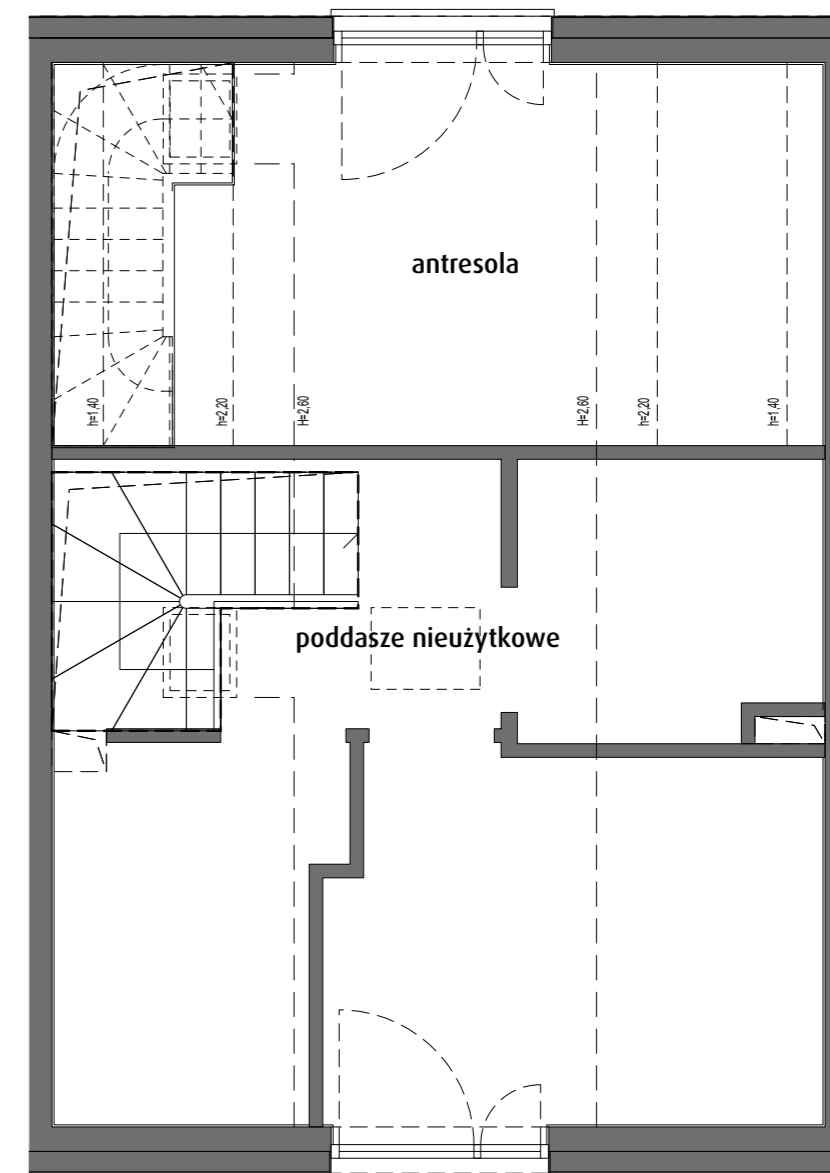 antresola
h=1,40
h=2,20
H=2,60
H=2,60
h=2,20
h=1,40
poddasze nieużytkowe